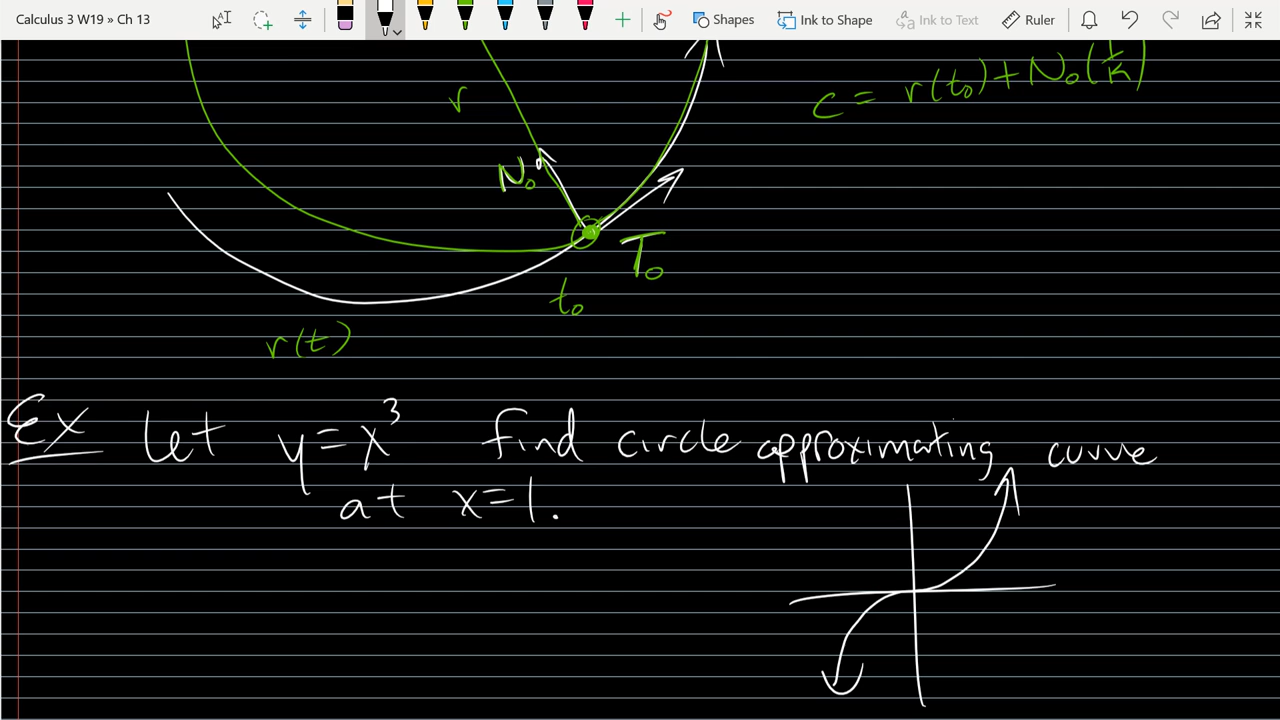 Calculus 3 W19 » Ch 13
Shapes
Ink to Shape
Ink to Text
Ruler
C = r(t₀) + N₀(1/K)
r
N₀
T₀
t₀
r(t)
Ex Let y = x³ find circle approximating curve
at x = 1.